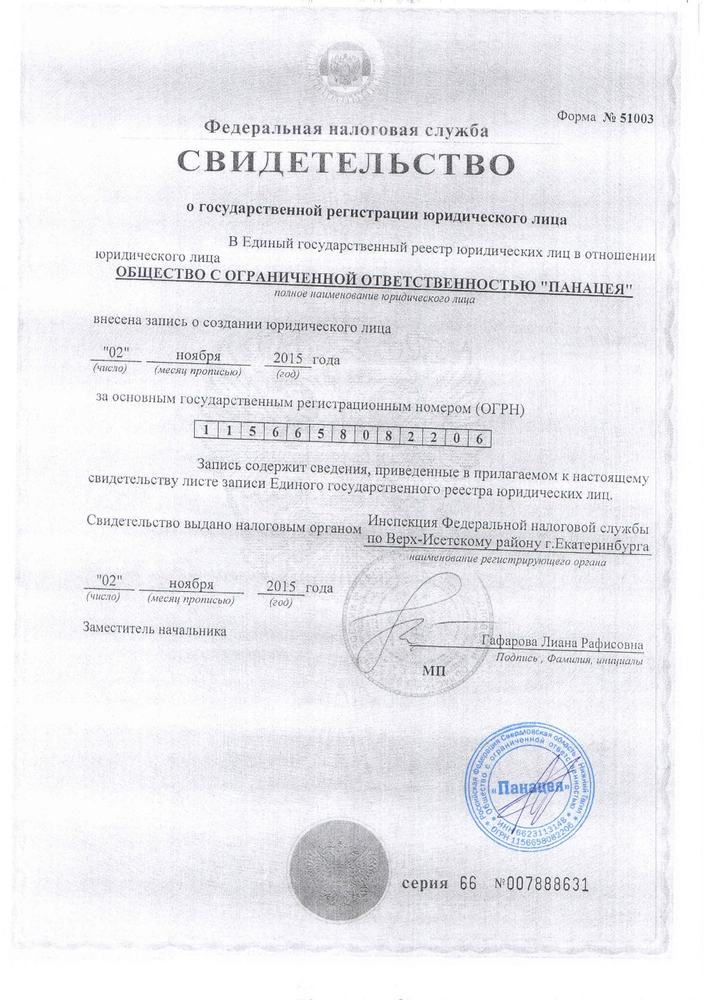 Форма № 51003
Федеральная налоговая служба
СВИДЕТЕЛЬСТВО
о государственной регистрации юридического лица
В Единый государственный реестр юридических лиц в отношении
юридического лица
ОБЩЕСТВО С ОГРАНИЧЕННОЙ ОТВЕТСТВЕННОСТЬЮ "ПАНАЦЕЯ"
полное наименование юридического лица
внесена запись о создании юридического лица
"02" ноября 2015 года
(число) (месяц прописью) (год)
за основным государственным регистрационным номером (ОГРН)
1 1 5 6 6 5 8 0 8 2 2 0 6
Запись содержит сведения, приведенные в прилагаемом к настоящему
свидетельству листе записи Единого государственного реестра юридических лиц.
Свидетельство выдано налоговым органом Инспекция Федеральной налоговой службы
по Верх-Исетскому району г.Екатеринбурга
наименование регистрирующего органа
"02" ноября 2015 года
(число) (месяц прописью) (год)
Заместитель начальника
Гафарова Лиана Рафисовна
Подпись , Фамилия, инициалы
МП
Российская Федерация Свердловская область г. Нижний Тагил
Общество с ограниченной ответственностью
«Панацея»
* ИНН 6623113148 *
* ОГРН 1156658082206 *
серия 66 №007888631